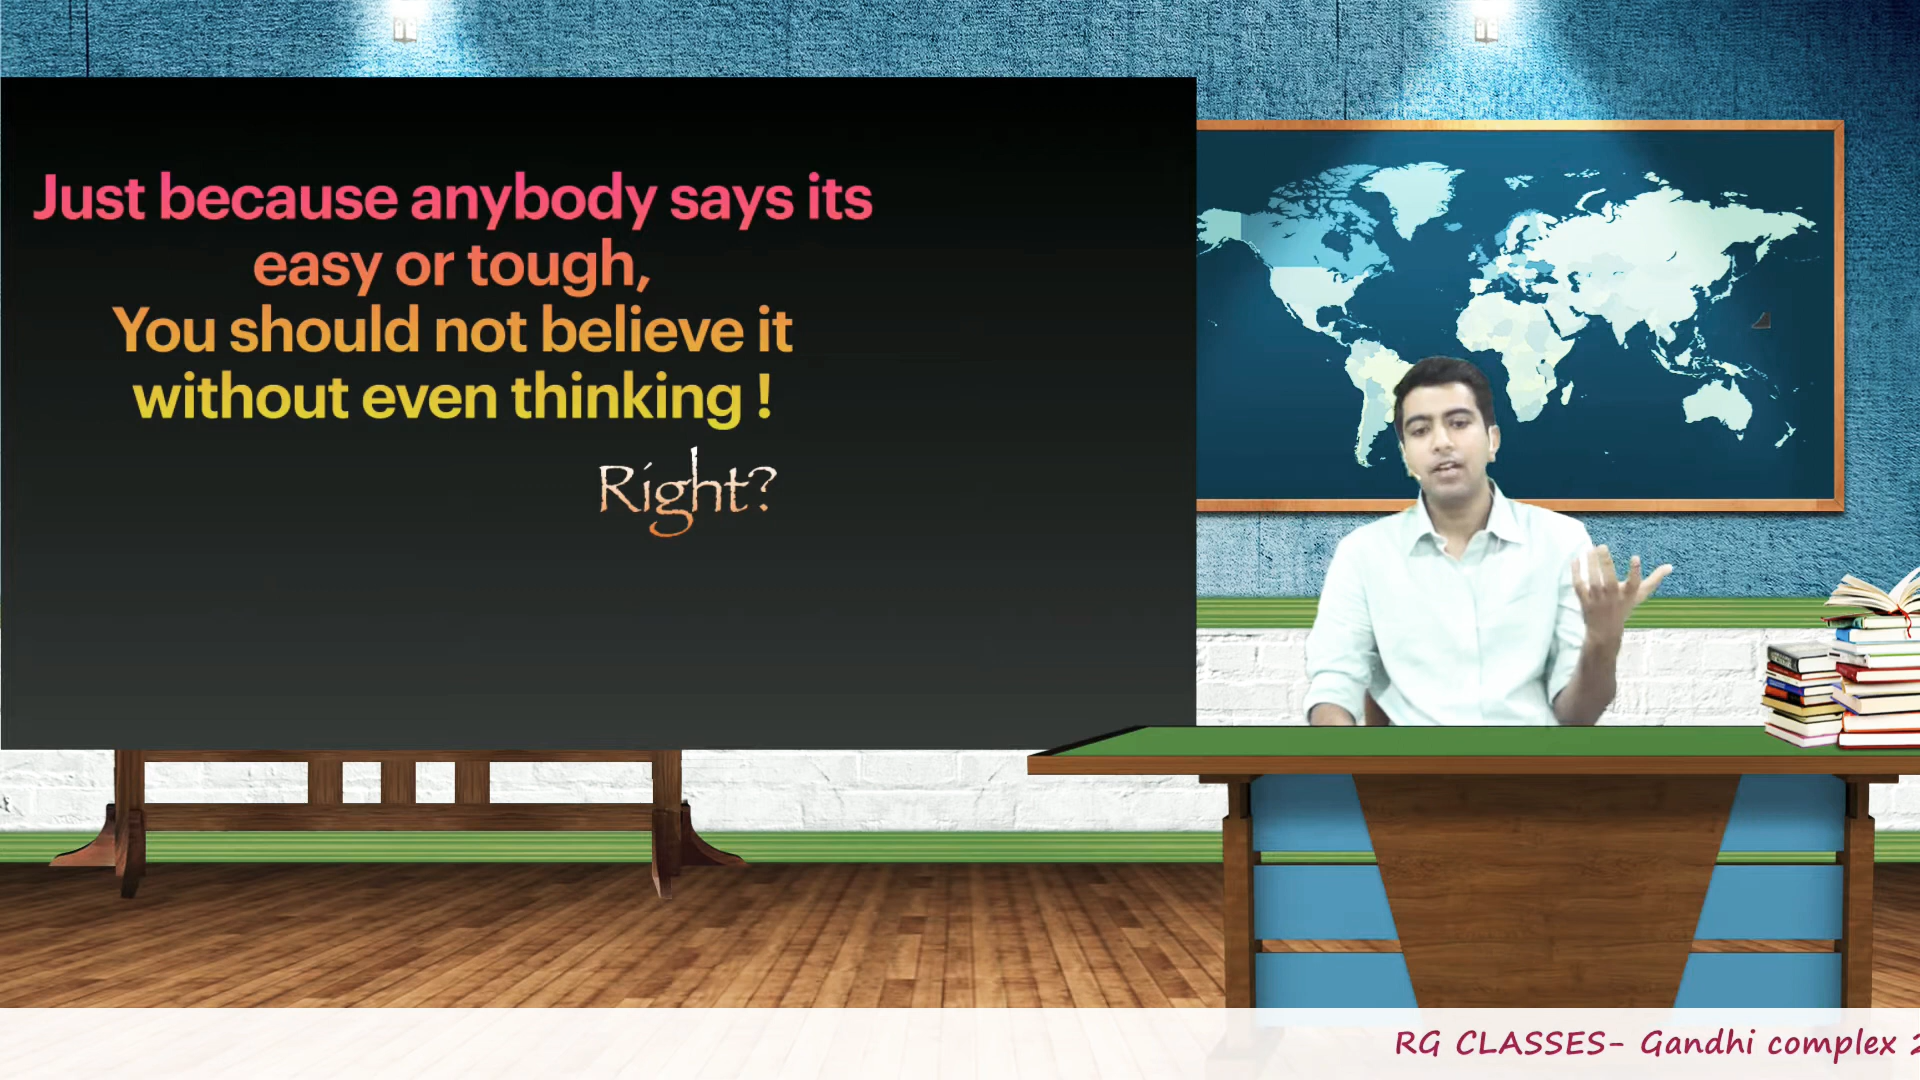 Just because anybody says its
easy or tough,
You should not believe it
without even thinking !
Right?
RG CLASSES- Gandhi complex